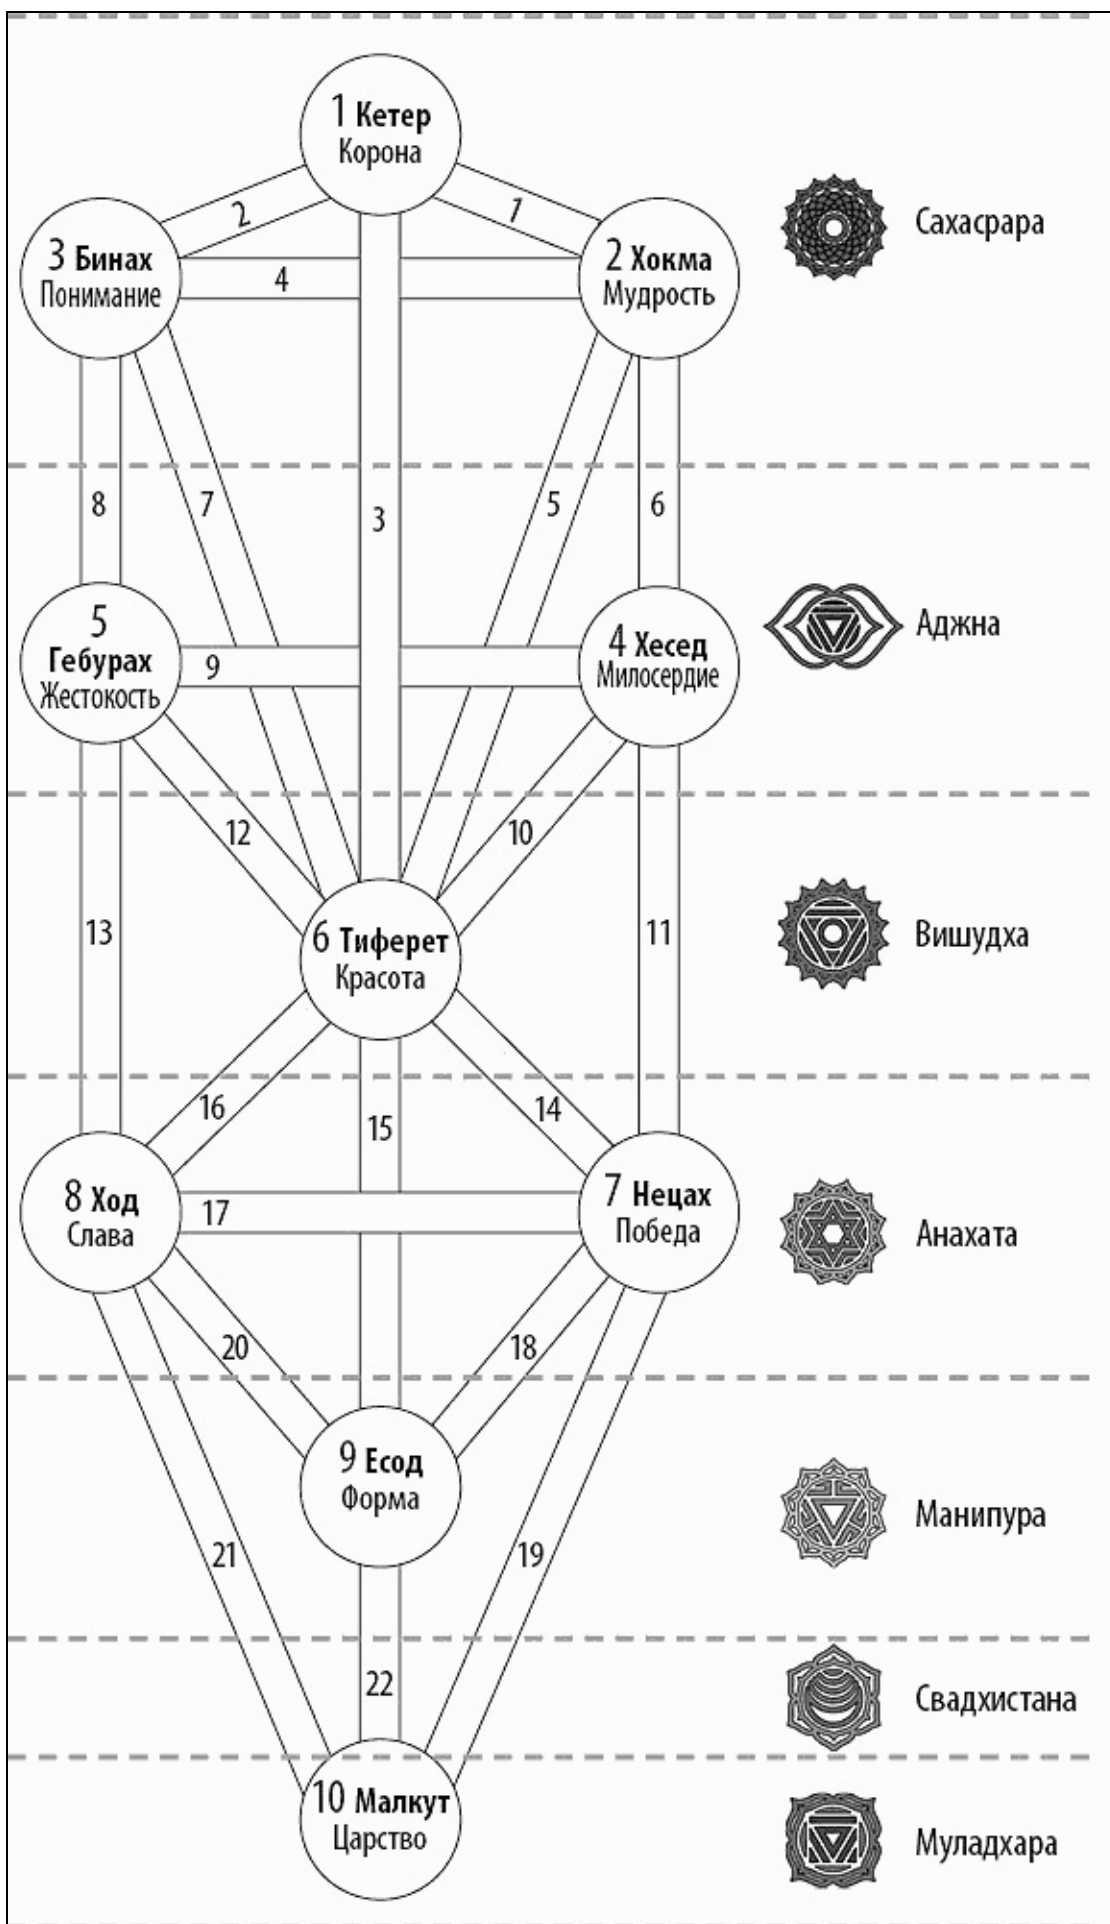 1 Кетер
Корона
2
1
3 Бинах
Понимание
2 Хокма
Мудрость
Сахасрара
4
8
7
3
5
6
5
Гебурах
Жестокость
9
4 Хесед
Милосердие
Аджна
12
10
13
6 Тиферет
Красота
11
Вишудха
16
15
14
8 Ход
Слава
17
7 Нецах
Победа
Анахата
20
18
9 Есод
Форма
Манипура
21
19
22
Свадхистана
10 Малкут
Царство
Муладхара